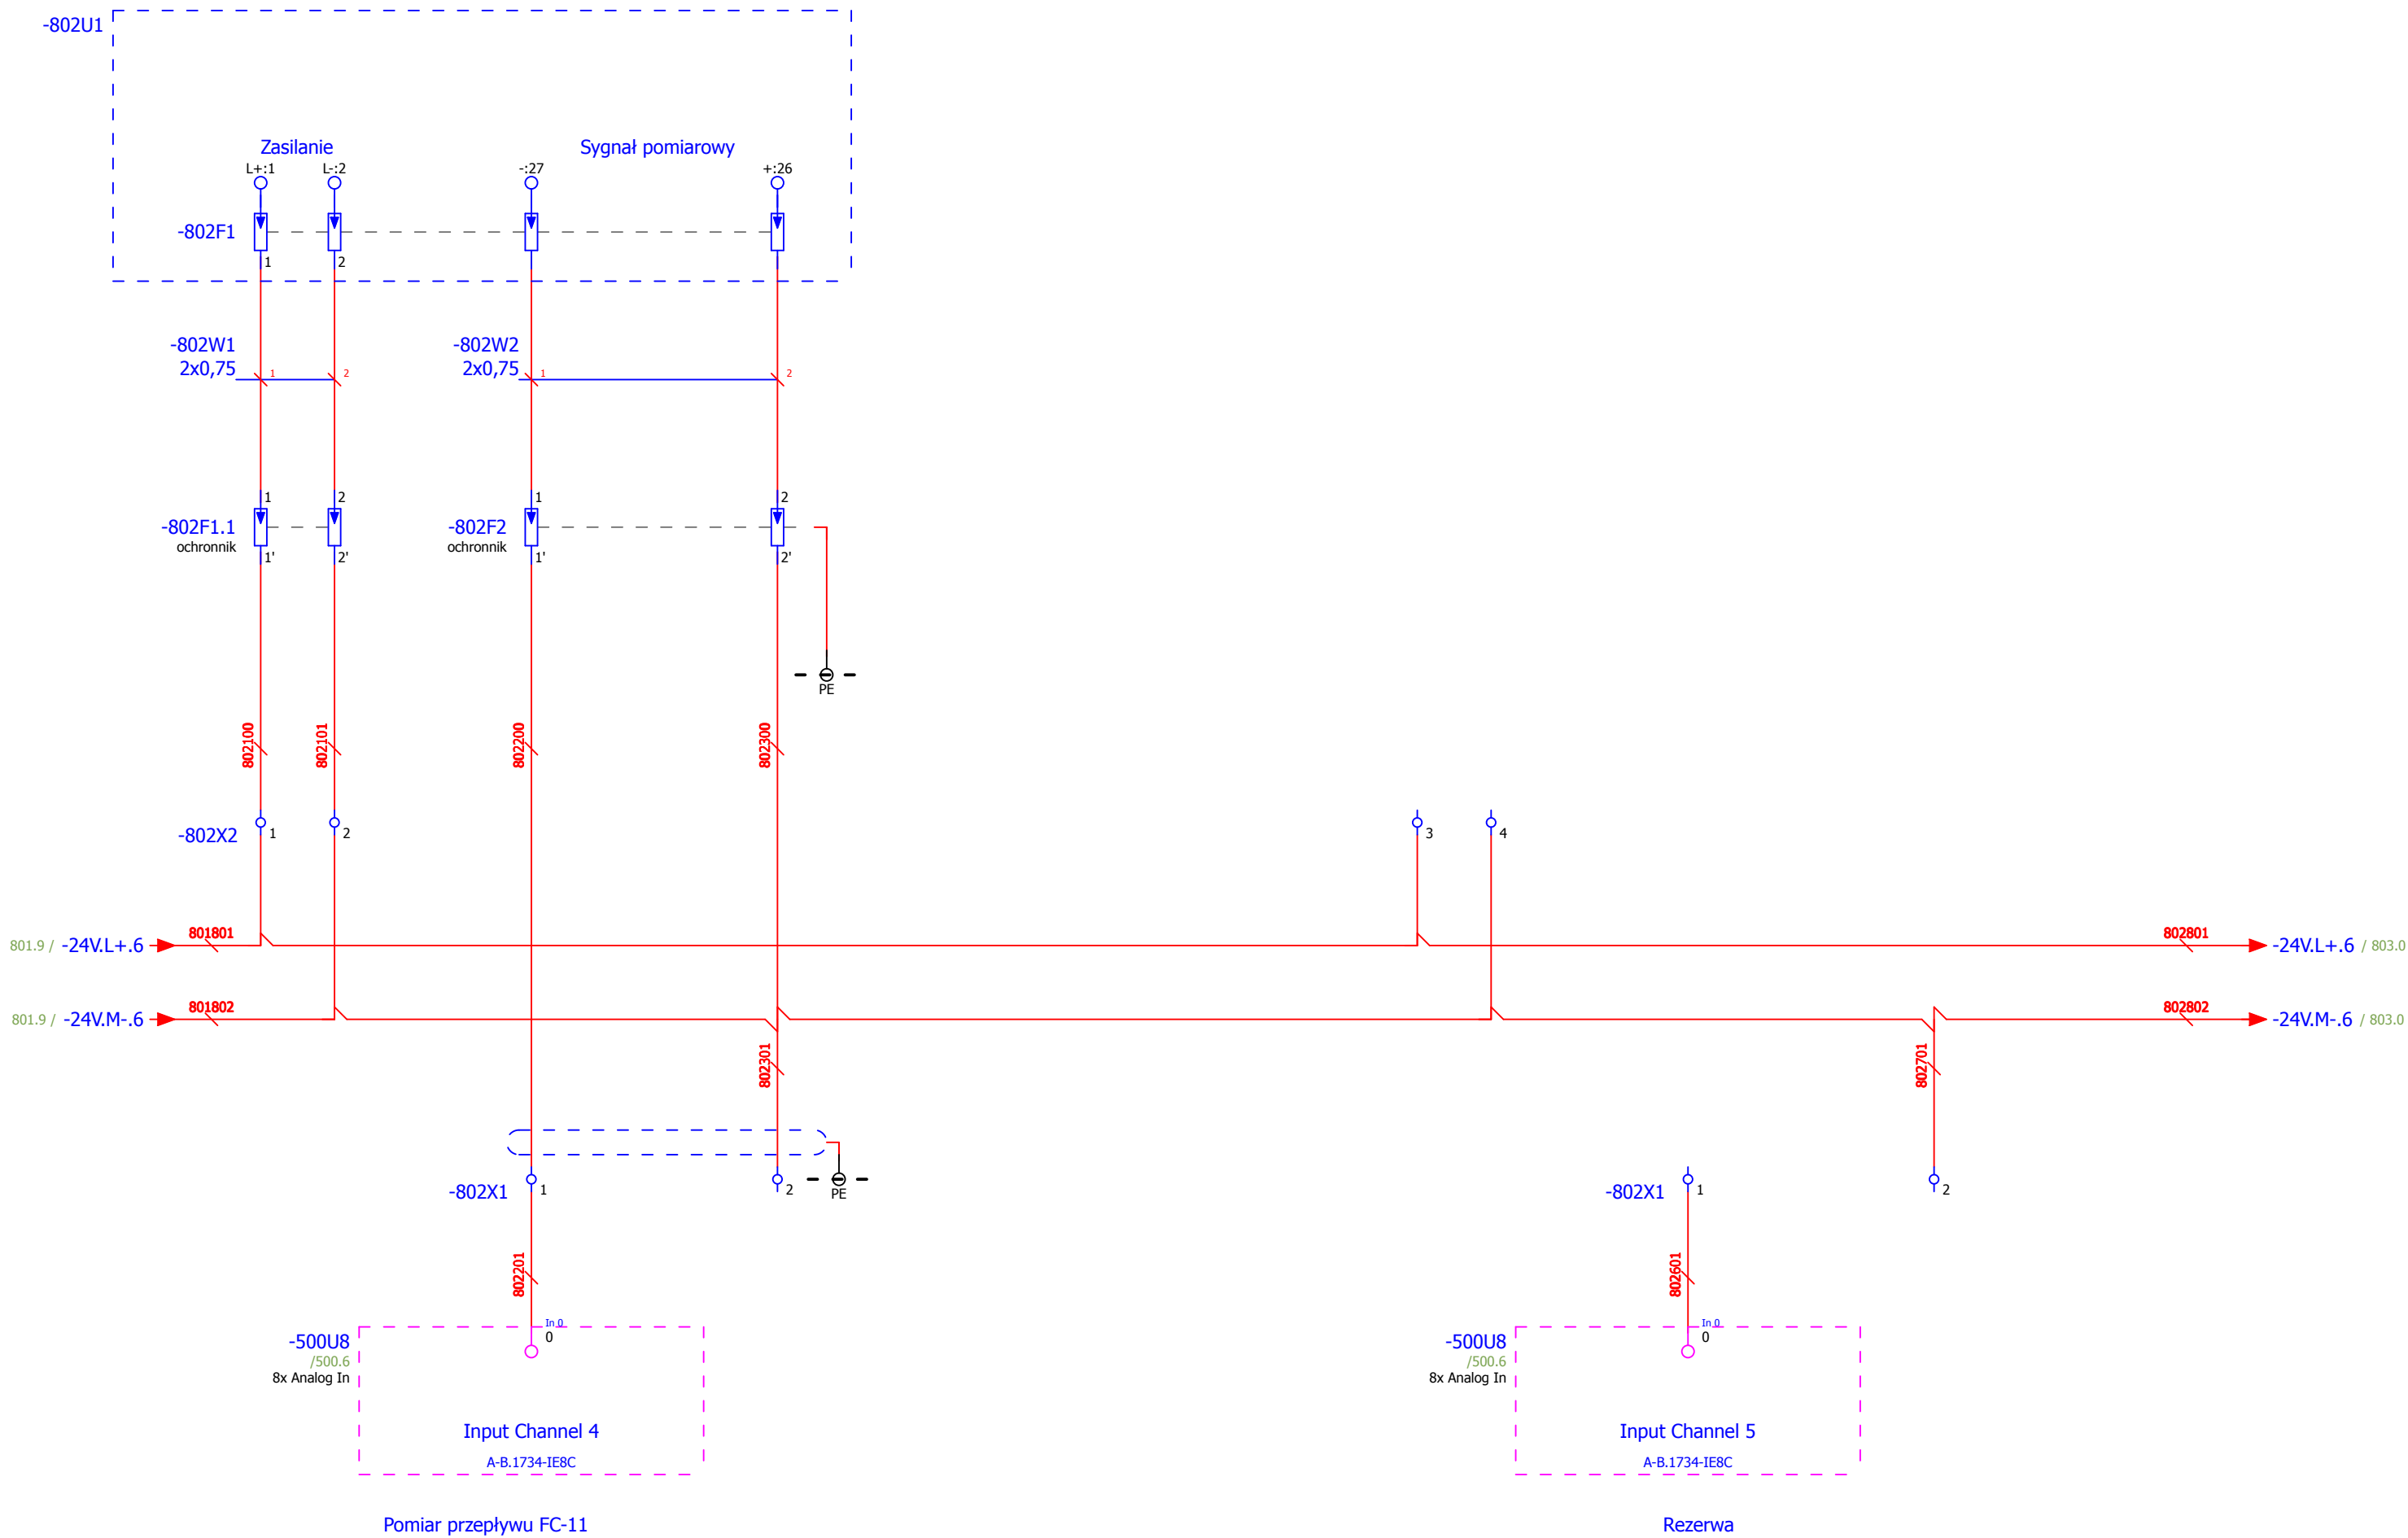 -802U1
Zasilanie
Sygnał pomiarowy
L+:1
L-:2
-:27
+:26
-802F1
1
2
-802W1
2x0,75
1
2
-802W2
2x0,75
1
2
1
2
1
2
-802F1.1
ochronnik
-802F2
ochronnik
1'
2'
1'
2'
PE
802100
802101
802200
802300
-802X2
1
2
3
4
801.9 / -24V.L+.6
801801
802801
-24V.L+.6 / 803.0
801.9 / -24V.M-.6
801802
802802
-24V.M-.6 / 803.0
802301
802701
-802X1
1
2
PE
-802X1
1
2
802201
802601
-500U8
/500.6
8x Analog In
In 0
0
Input Channel 4
A-B.1734-IE8C
-500U8
/500.6
8x Analog In
In 0
0
Input Channel 5
A-B.1734-IE8C
Pomiar przepływu FC-11
Rezerwa